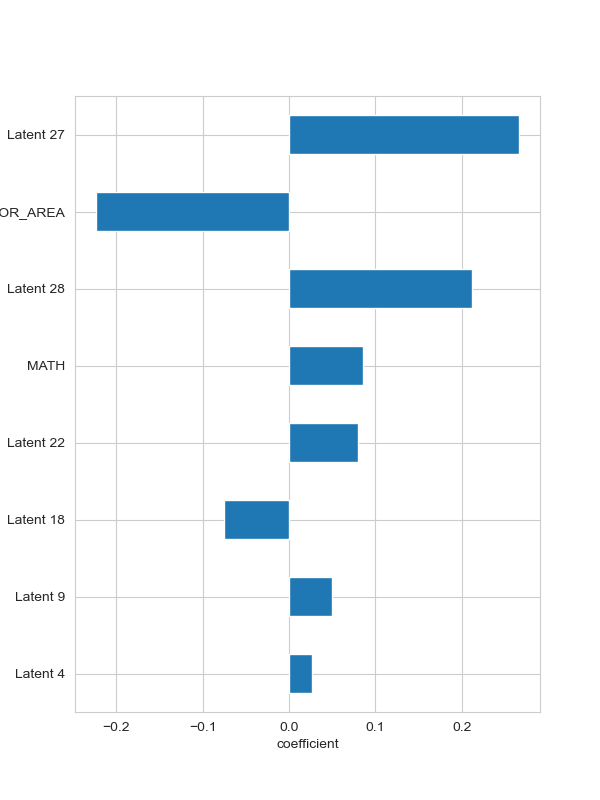 Latent 27
OR_AREA
Latent 28
MATH
Latent 22
Latent 18
Latent 9
Latent 4
−0.2 −0.1 0.0 0.1 0.2
coefficient